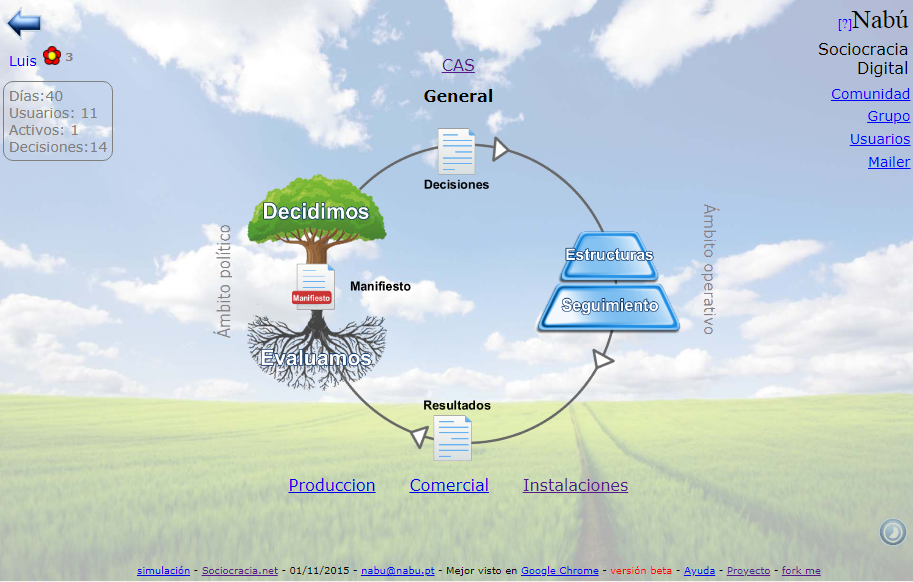 [?]Nabú
Sociocracia
Digital
Comunidad
Grupo
Usuarios
Mailer
Luis 3
Días:40
Usuarios: 11
Activos: 1
Decisiones:14
CAS
General
Decisiones
Decidimos
Ámbito político
Manifiesto
Manifiesto
Evaluamos
Estructuras
Seguimiento
Ámbito operativo
Resultados
Produccion Comercial Instalaciones
simulación - Sociocracia.net - 01/11/2015 - nabu@nabu.pt - Mejor visto en Google Chrome - versión beta - Ayuda - Proyecto - fork me